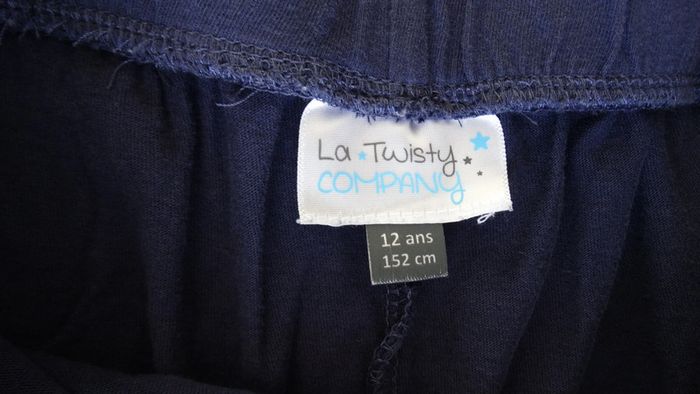 La Twisty
COMPANY
12 ans
152 cm